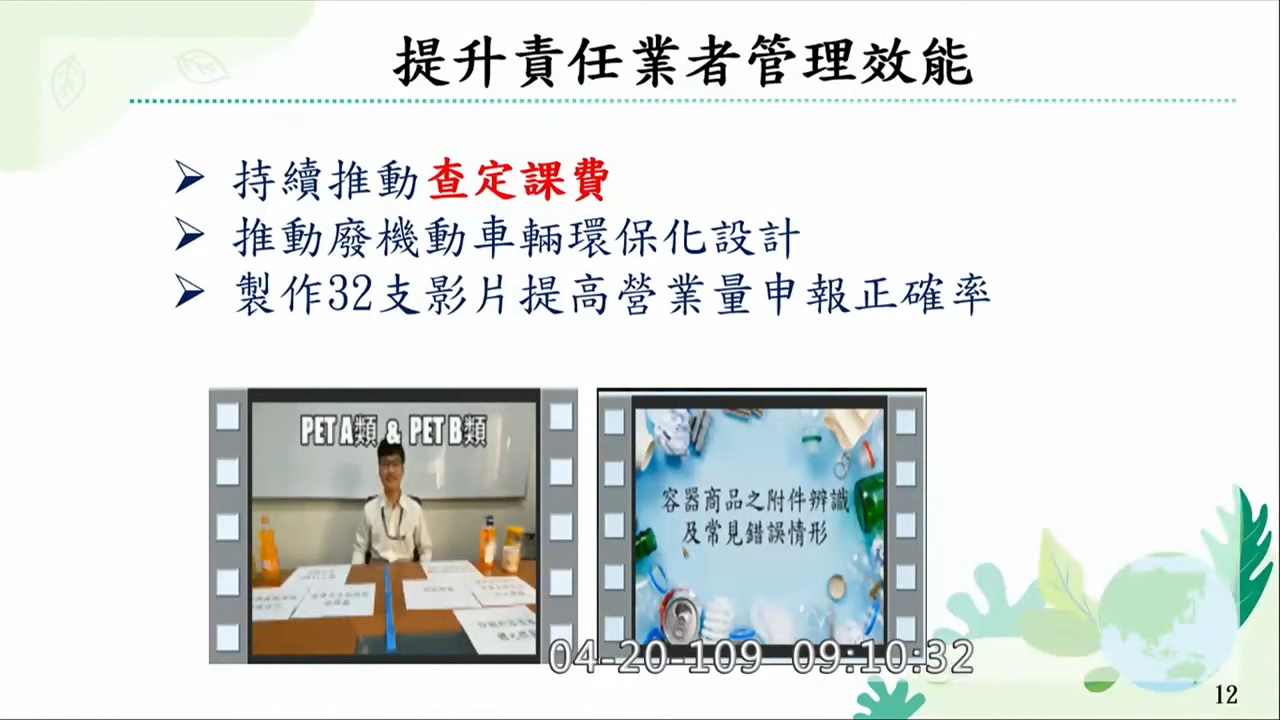 提升責任業者管理效能
➢ 持續推動查定課費
➢ 推動廢機動車輛環保化設計
➢ 製作32支影片提高營業量申報正確率
PET A類 & PET B類
容器商品之附件辨識
及常見錯誤情形
04-20-109 09:10:32
12